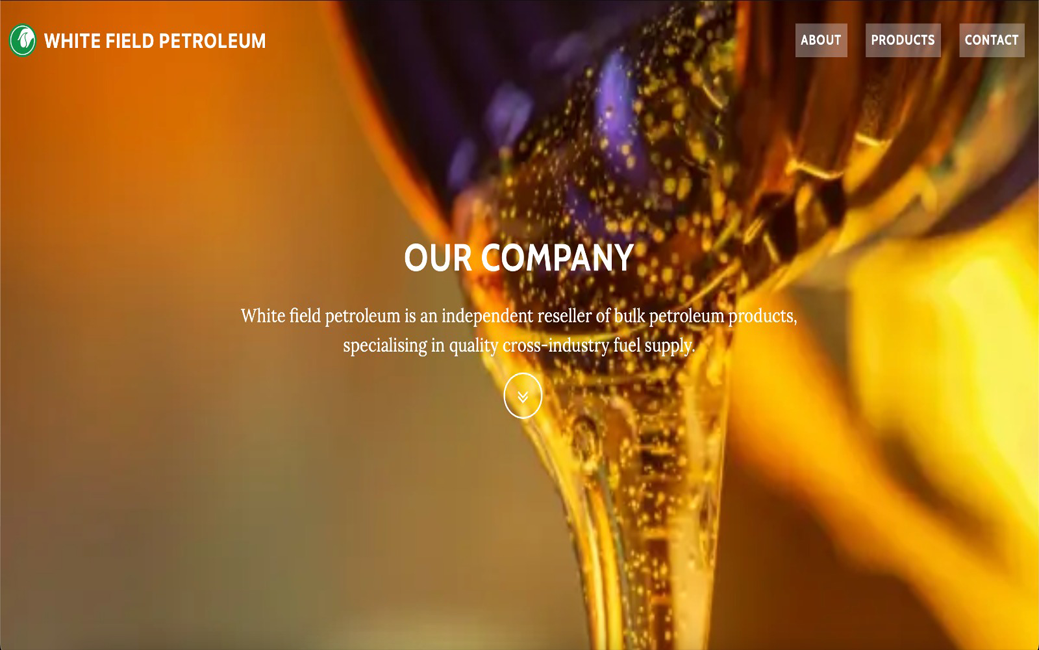 WHITE FIELD PETROLEUM
ABOUT
PRODUCTS
CONTACT
OUR COMPANY
White field petroleum is an independent reseller of bulk petroleum products,
specialising in quality cross-industry fuel supply.